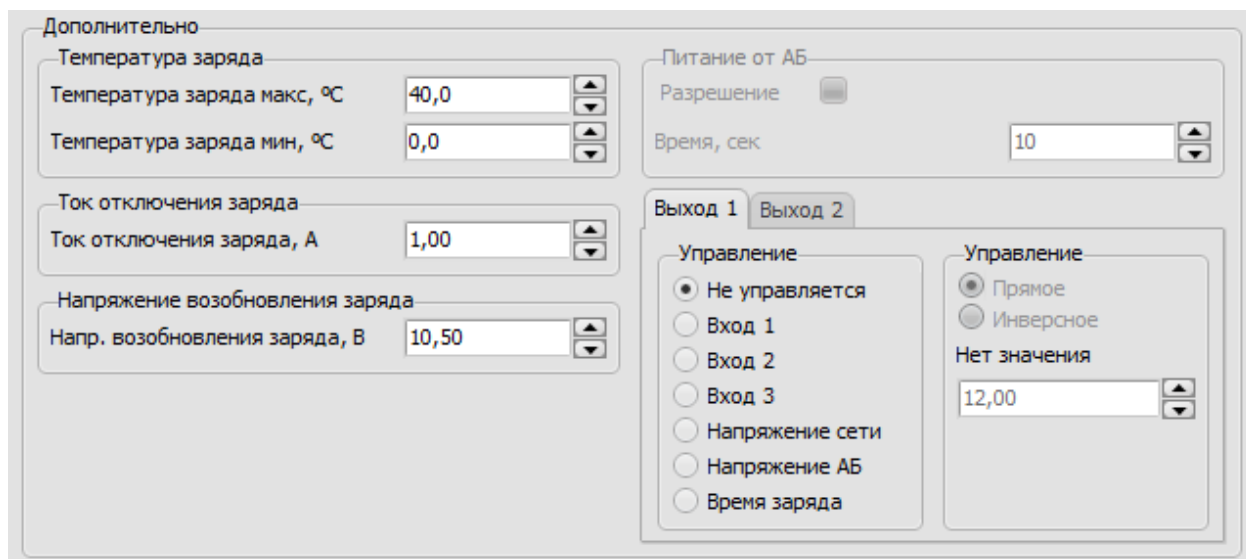 Дополнительно
Температура заряда
Температура заряда макс, ºС
40,0
Температура заряда мин, ºС
0,0
Ток отключения заряда
Ток отключения заряда, А
1,00
Напряжение возобновления заряда
Напр. возобновления заряда, В
10,50
Питание от АБ
Разрешение
Время, сек
10
Выход 1
Выход 2
Управление
Не управляется
Вход 1
Вход 2
Вход 3
Напряжение сети
Напряжение АБ
Время заряда
Управление
Прямое
Инверсное
Нет значения
12,00